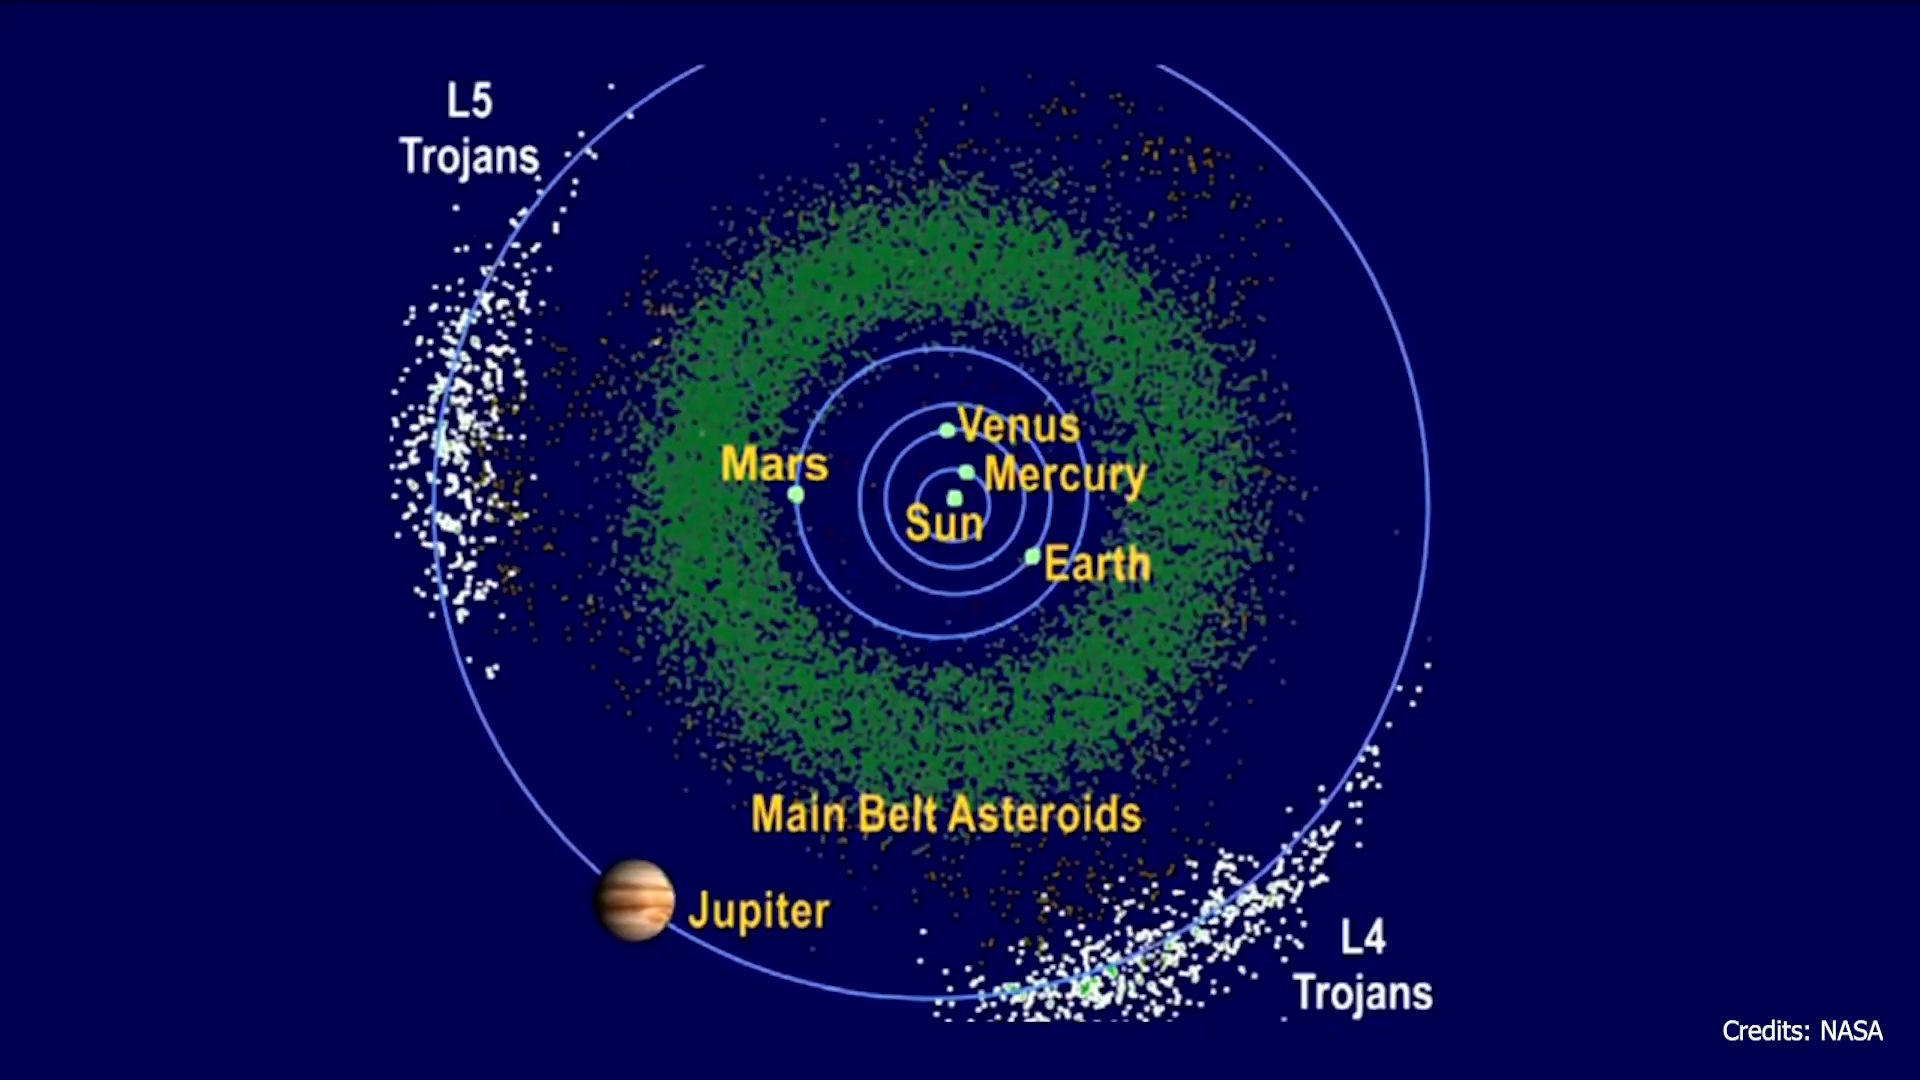 L5
Trojans
Venus
Mars
Mercury
Sun
Earth
Main Belt Asteroids
Jupiter
L4
Trojans
Credits: NASA